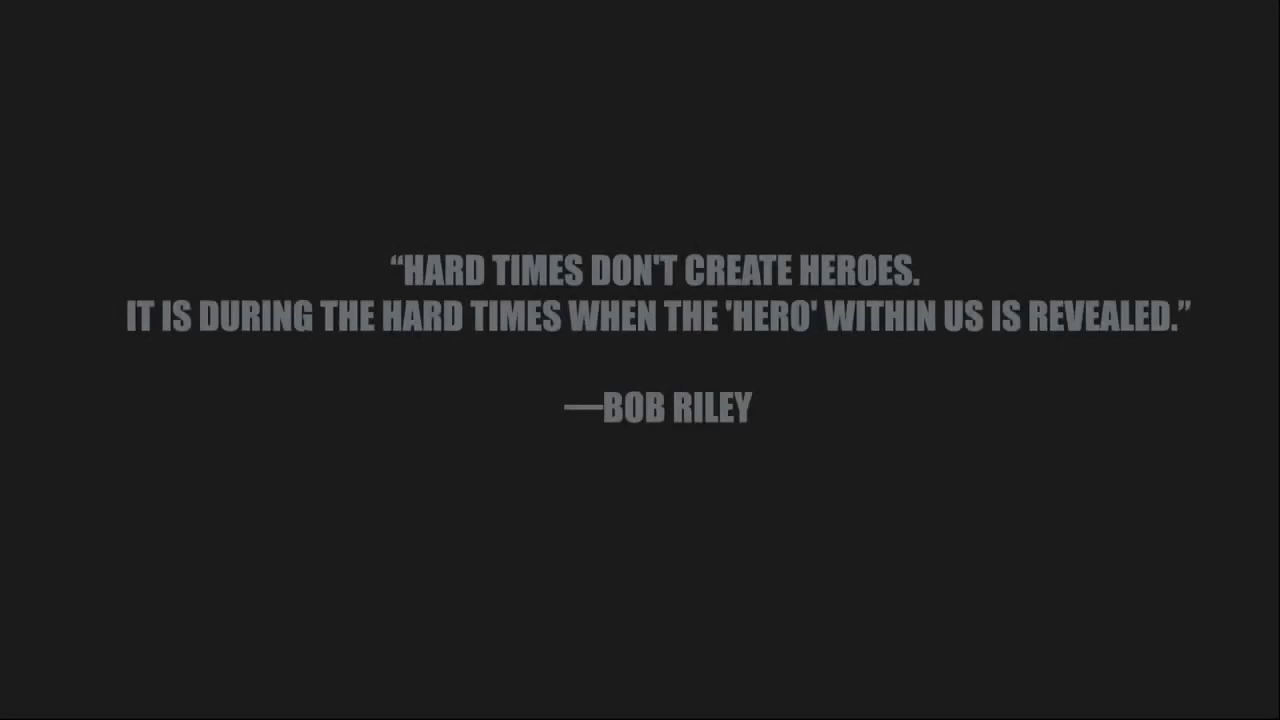 “HARD TIMES DON'T CREATE HEROES.
IT IS DURING THE HARD TIMES WHEN THE 'HERO' WITHIN US IS REVEALED.”
—BOB RILEY